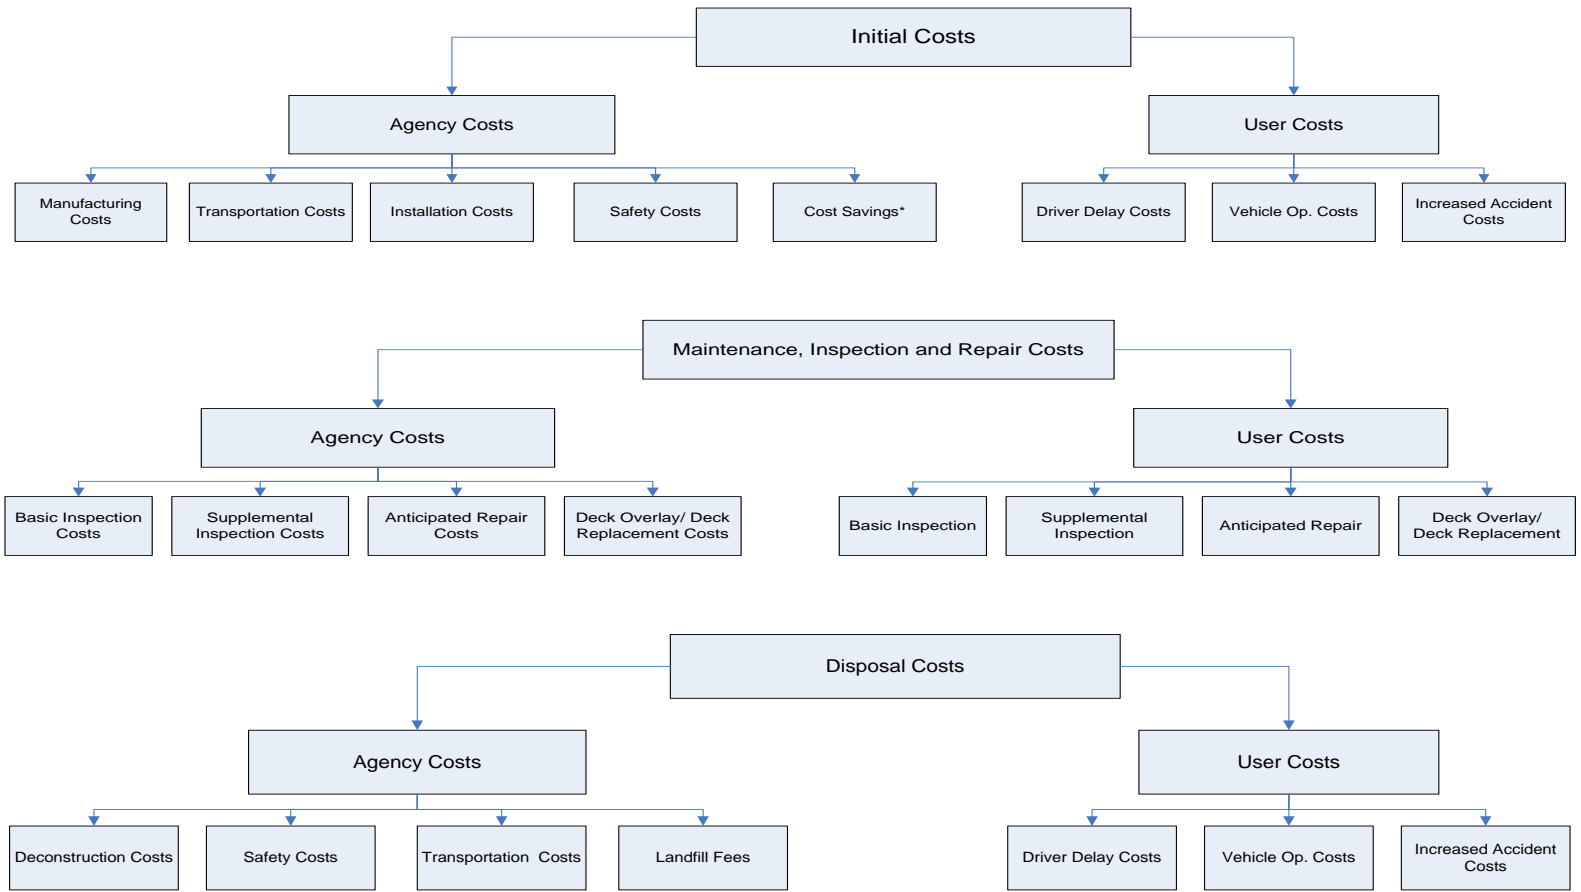 Initial Costs
Agency Costs
User Costs
Manufacturing
Costs
Transportation Costs
Installation Costs
Safety Costs
Cost Savings*
Driver Delay Costs
Vehicle Op. Costs
Increased Accident
Costs
Maintenance, Inspection and Repair Costs
Agency Costs
User Costs
Basic Inspection
Costs
Supplemental
Inspection Costs
Anticipated Repair
Costs
Deck Overlay/ Deck
Replacement Costs
Basic Inspection
Supplemental
Inspection
Anticipated Repair
Deck Overlay/
Deck Replacement
Disposal Costs
Agency Costs
User Costs
Deconstruction Costs
Safety Costs
Transportation Costs
Landfill Fees
Driver Delay Costs
Vehicle Op. Costs
Increased Accident
Costs